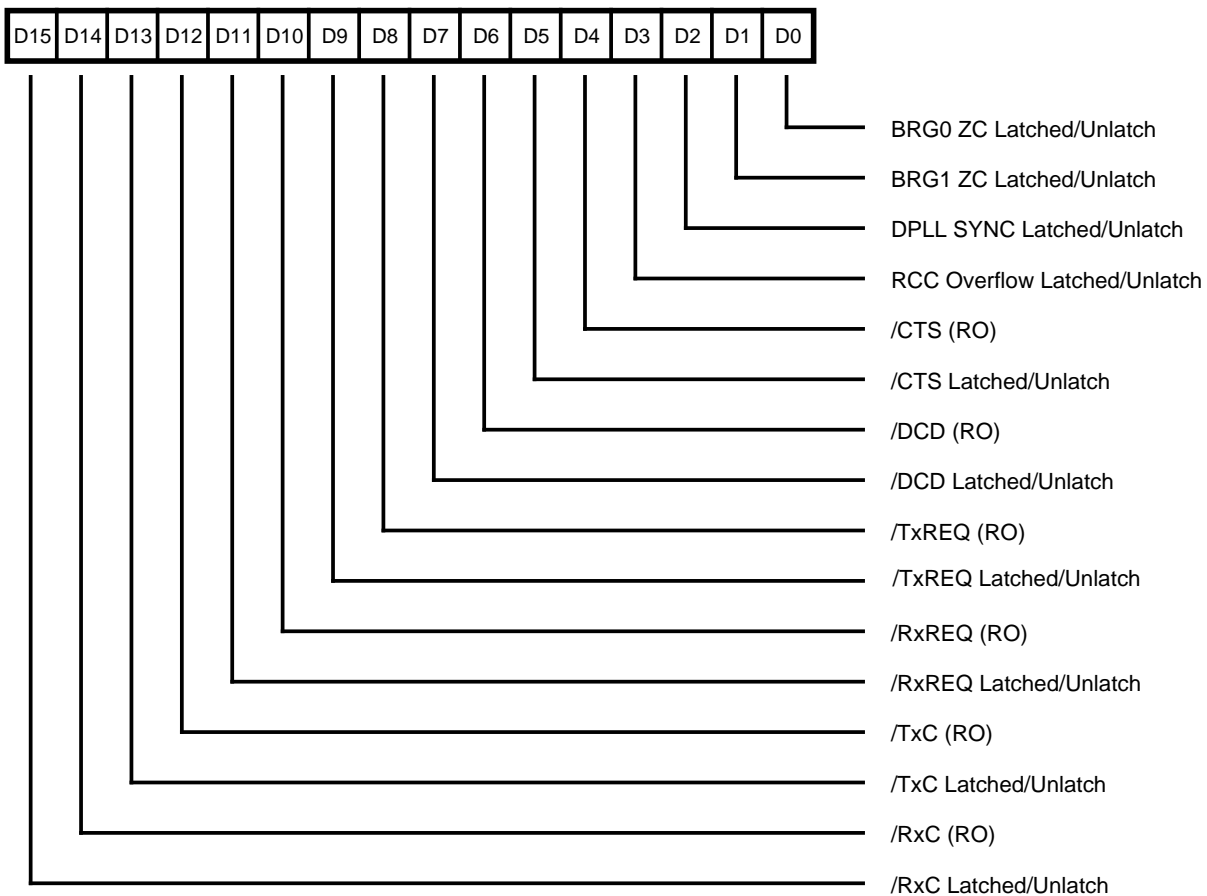 D15 D14 D13 D12 D11 D10 D9 D8 D7 D6 D5 D4 D3 D2 D1 D0
BRG0 ZC Latched/Unlatch
BRG1 ZC Latched/Unlatch
DPLL SYNC Latched/Unlatch
RCC Overflow Latched/Unlatch
/CTS (RO)
/CTS Latched/Unlatch
/DCD (RO)
/DCD Latched/Unlatch
/TxREQ (RO)
/TxREQ Latched/Unlatch
/RxREQ (RO)
/RxREQ Latched/Unlatch
/TxC (RO)
/TxC Latched/Unlatch
/RxC (RO)
/RxC Latched/Unlatch